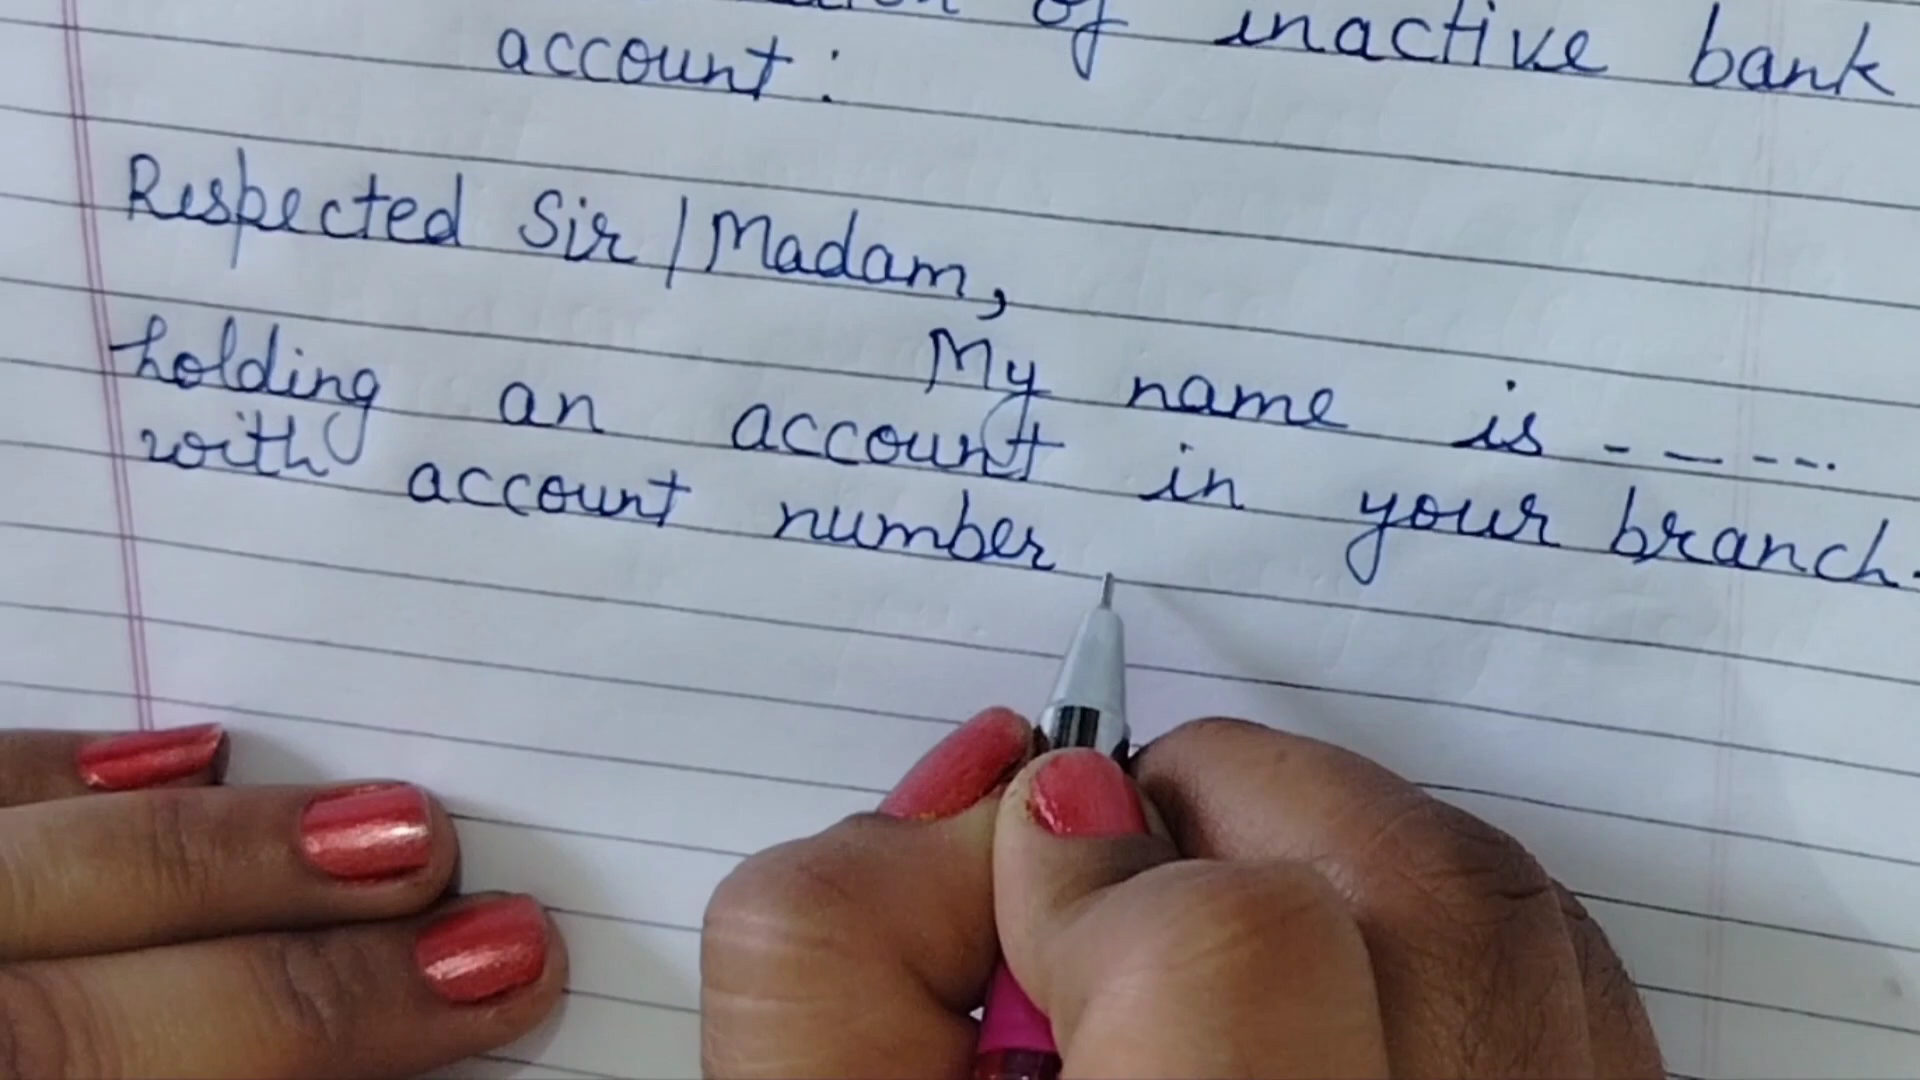 of inactive bank
account :
Respected Sir / Madam,
My name is - - - - -
holding an account in your branch.
with account number